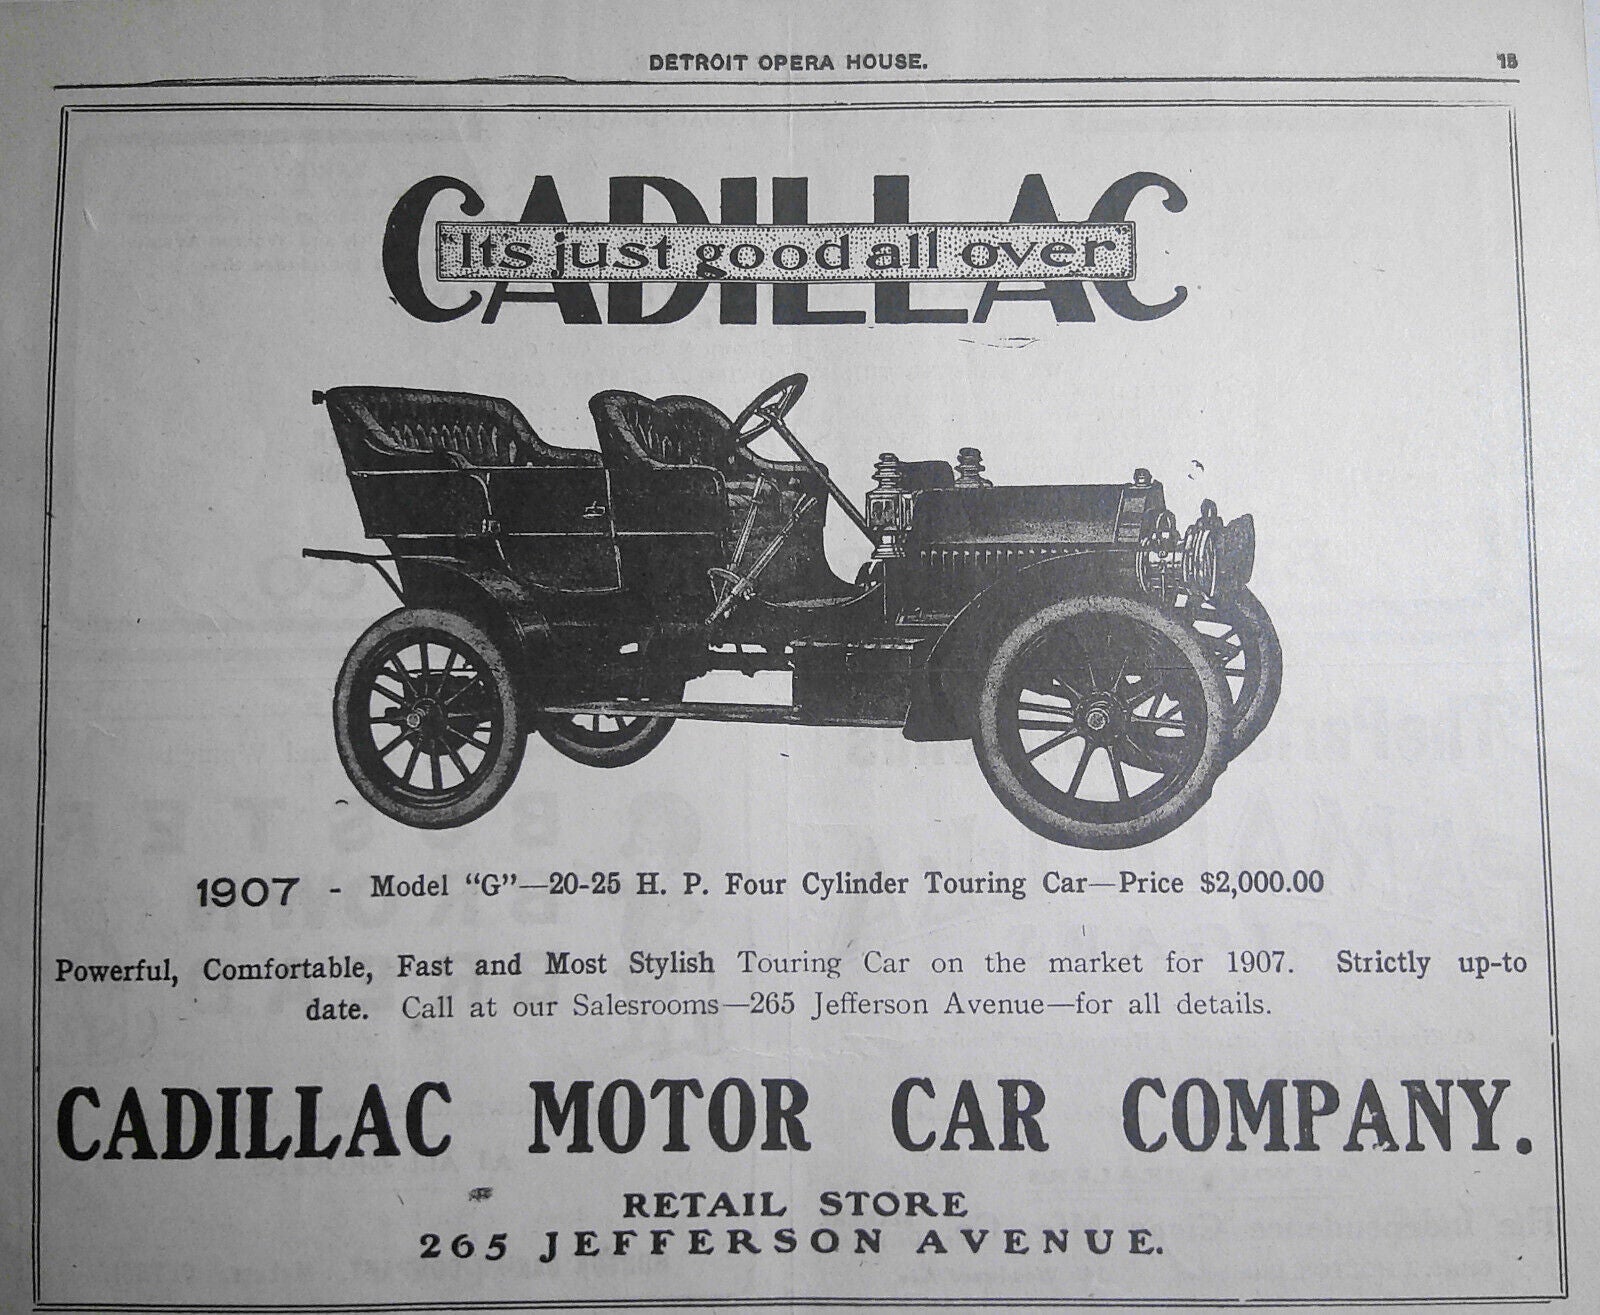 DETROIT OPERA HOUSE. 15
CADILLAC
"It's just good all over"
1907 - Model "G"—20-25 H. P. Four Cylinder Touring Car—Price $2,000.00
Powerful, Comfortable, Fast and Most Stylish Touring Car on the market for 1907. Strictly up-to
date. Call at our Salesrooms—265 Jefferson Avenue—for all details.
CADILLAC MOTOR CAR COMPANY.
RETAIL STORE
265 JEFFERSON AVENUE.